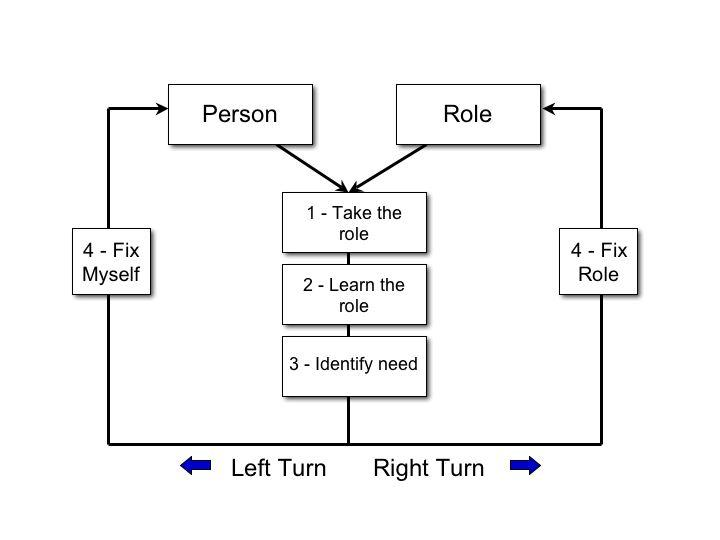 Person
Role
1 - Take the
role
4 - Fix
Myself
4 - Fix
Role
2 - Learn the
role
3 - Identify need
Left Turn
Right Turn